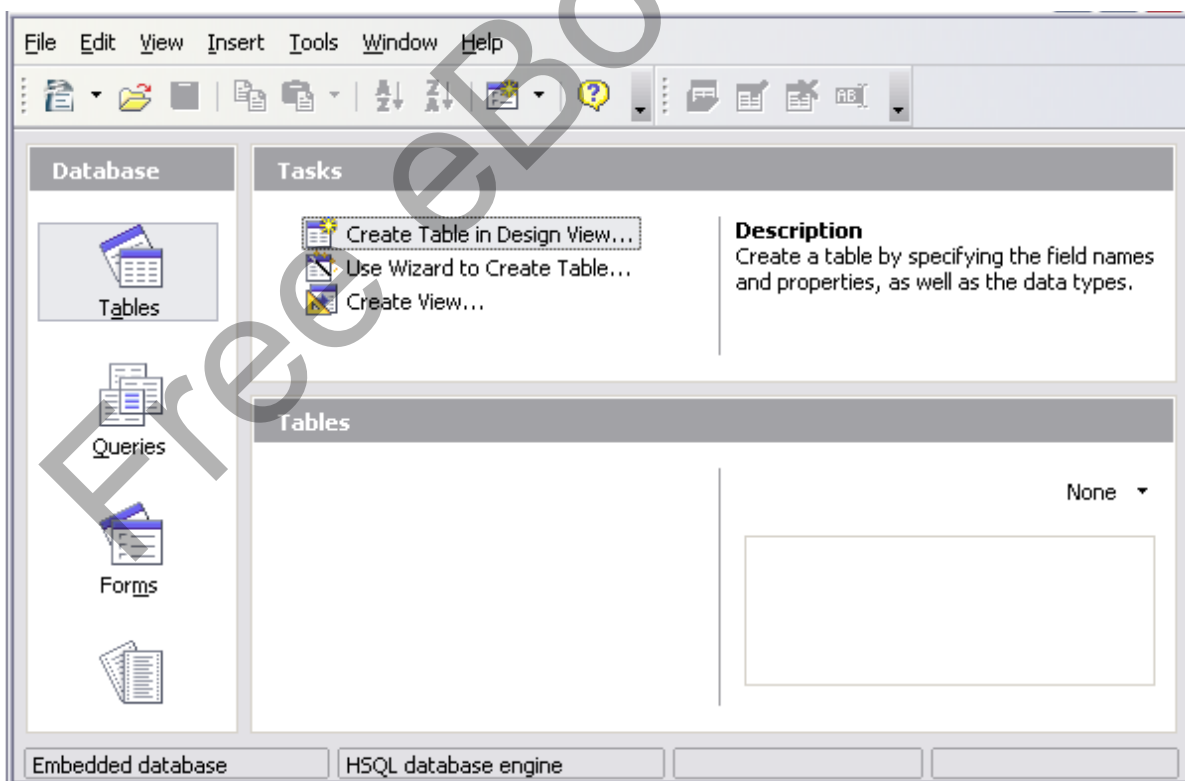 File Edit View Insert Tools Window Help
Database
Tables
Queries
Forms
Tasks
Create Table in Design View...
Use Wizard to Create Table...
Create View...
Description
Create a table by specifying the field names
and properties, as well as the data types.
Tables
None
Embedded database
HSQL database engine
Free eBo